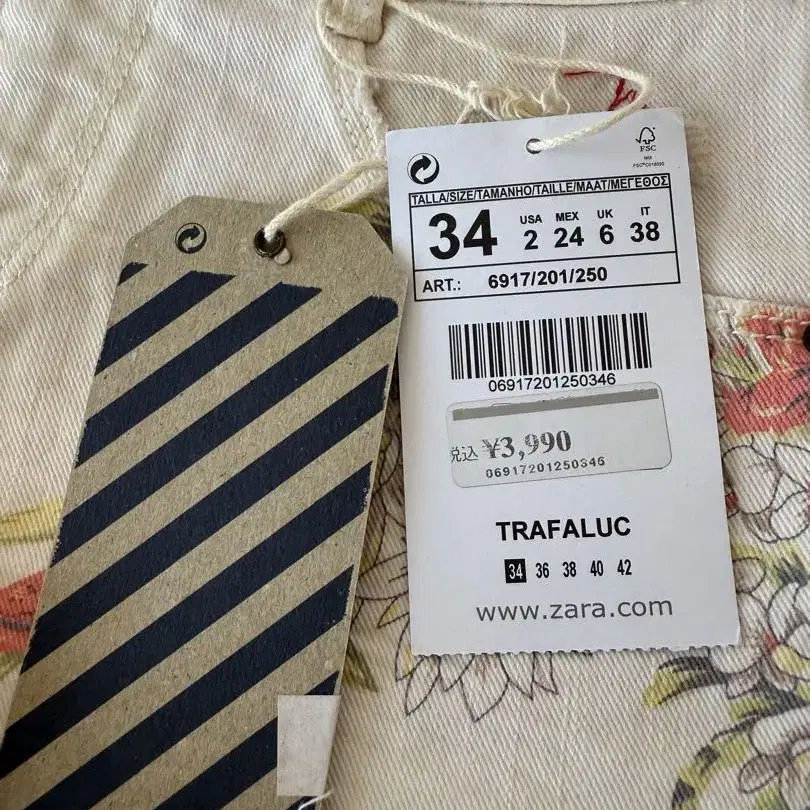 FSC
MIX
TALLA/SIZE/TAMANHO/TAILLE/MAAT/ΜΕΓΕΘΟΣ
34 USA 2 MEX 24 UK 6 IT 38
ART.: 6917/201/250
06917201250346
税込 ¥3,990
06917201250346
TRAFALUC
34 36 38 40 42
www.zara.com